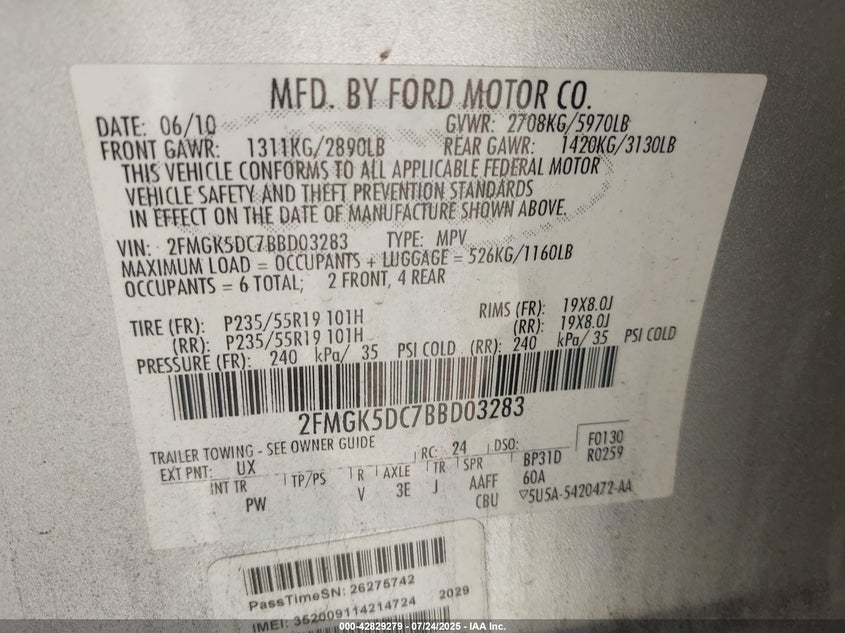 MFD. BY FORD MOTOR CO.
DATE: 06/10 GVWR: 2708KG/5970LB
FRONT GAWR: 1311KG/2890LB REAR GAWR: 1420KG/3130LB
THIS VEHICLE CONFORMS TO ALL APPLICABLE FEDERAL MOTOR
VEHICLE SAFETY AND THEFT PREVENTION STANDARDS
IN EFFECT ON THE DATE OF MANUFACTURE SHOWN ABOVE.
VIN: 2FMGK5DC7BBD03283 TYPE: MPV
MAXIMUM LOAD = OCCUPANTS + LUGGAGE = 526KG/1160LB
OCCUPANTS = 6 TOTAL; 2 FRONT, 4 REAR
TIRE (FR): P235/55R19 101H RIMS (FR): 19X8.0J
(RR): P235/55R19 101H (RR): 19X8.0J
PRESSURE (FR): 240 kPa/ 35 PSI COLD (RR): 240 kPa/ 35 PSI COLD
2FMGK5DC7BBD03283
TRAILER TOWING - SEE OWNER GUIDE RC: 24 DSO: F0130
EXT PNT: UX R0259
INT TR TP/PS R AXLE TR SPR BP31D
PW V 3E J AAFF 60A
CBU 5U5A-5420472-AA
PassTimeSN: 26275742
IMEI: 352009114214724 2029
000-42829279 - 07/24/2025 - IAA Inc.